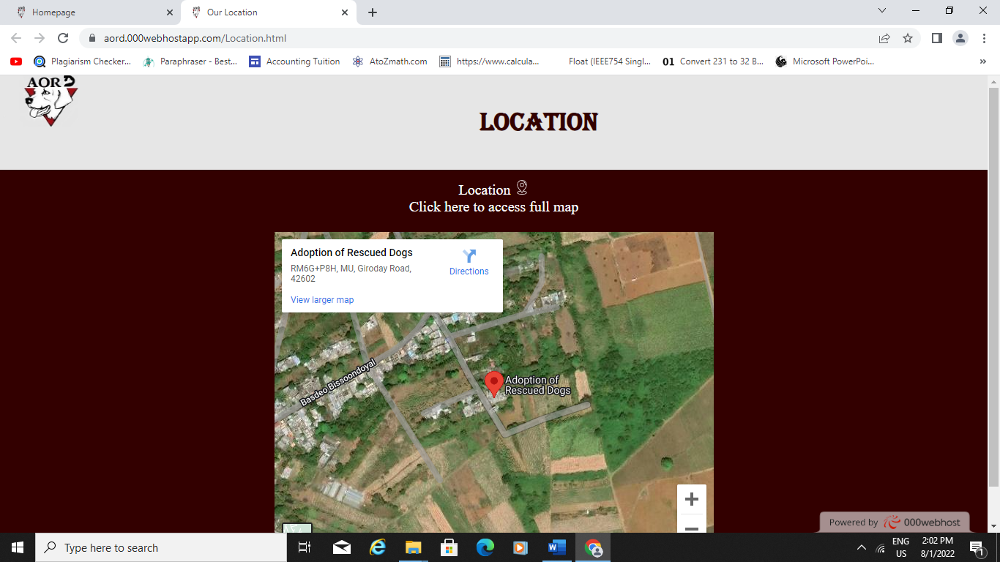 Homepage
Our Location
aord.000webhostapp.com/Location.html
Plagiarism Checker...
Paraphraser - Best...
Accounting Tuition
AtoZmath.com
https://www.calcula...
Float (IEEE754 Singl...
01 Convert 231 to 32 B...
Microsoft PowerPoi...
»
AOR D
LOCATION
Location
Click here to access full map
Adoption of Rescued Dogs
RM6G+P8H, MU, Giroday Road,
42602
Directions
View larger map
Basdeo Bissoondoyal
Adoption of
Rescued Dogs
+
−
Powered by 000webhost
Type here to search
ENG
US
2:02 PM
8/1/2022
1